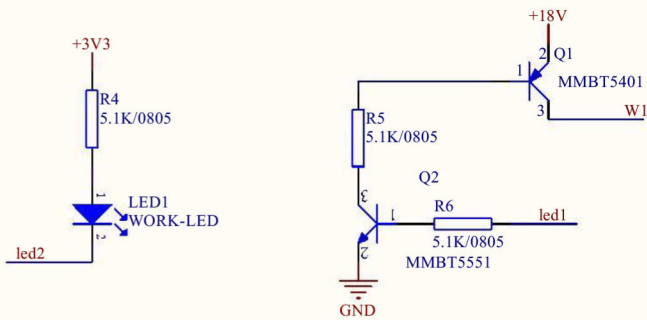 +3V3
R4
5.1K/0805
1
LED1
WORK-LED
2
led2
+18V
2
Q1
1
MMBT5401
3
W1
R5
5.1K/0805
Q2
3
1
R6
led1
5.1K/0805
2
MMBT5551
GND